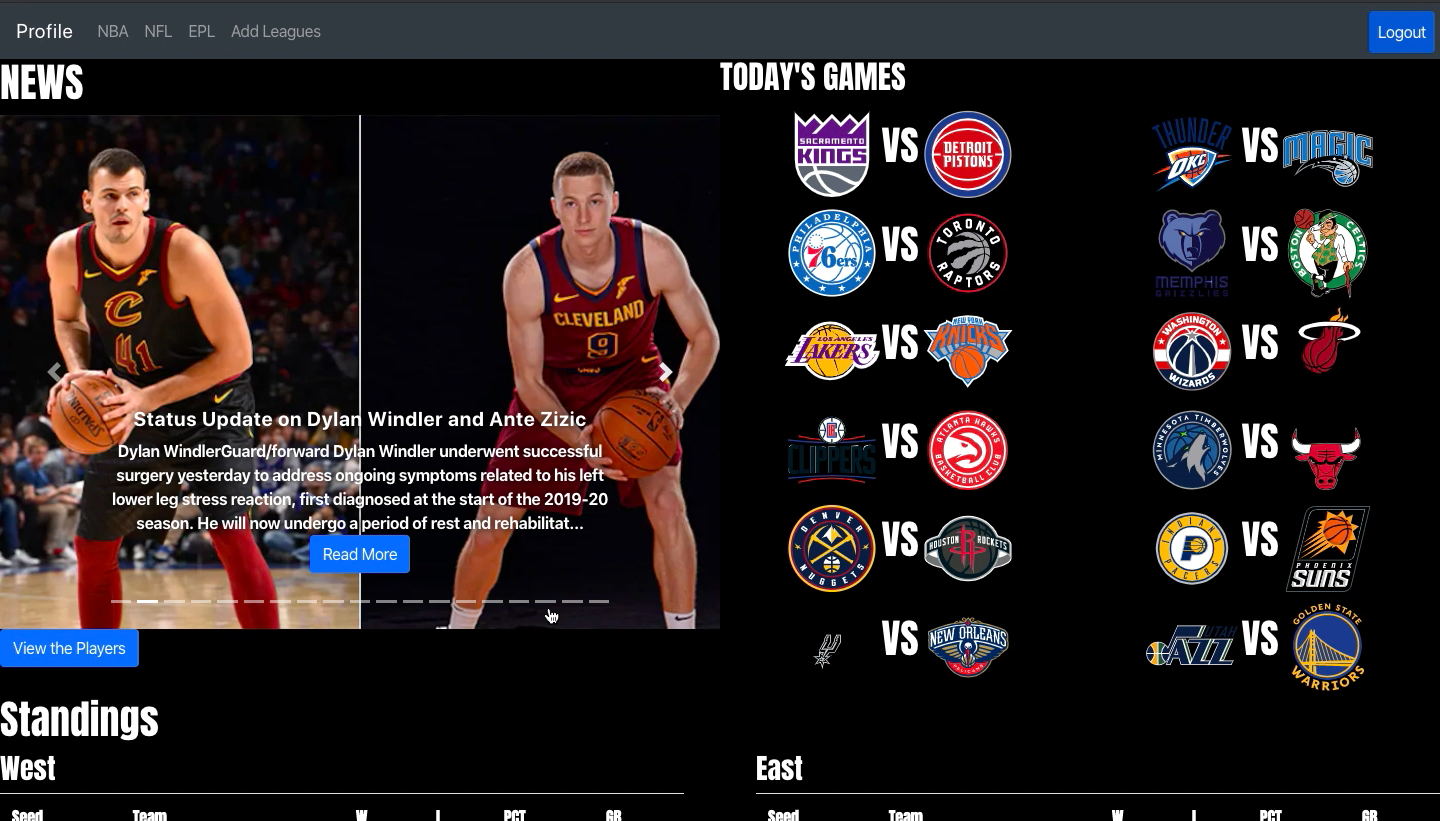 Profile NBA NFL EPL Add Leagues Logout
NEWS
CLEVELAND
9
41
Status Update on Dylan Windler and Ante Zizic
Dylan WindlerGuard/forward Dylan Windler underwent successful
surgery yesterday to address ongoing symptoms related to his left
lower leg stress reaction, first diagnosed at the start of the 2019-20
season. He will now undergo a period of rest and rehabilitat...
Read More
View the Players
TODAY'S GAMES
SACRAMENTO
KINGS
VS
DETROIT
PISTONS
THUNDER
OKC
VS
MAGIC
PHILADELPHIA
76ers
VS
TORONTO
RAPTORS
MEMPHIS
GRIZZLIES
VS
BOSTON
CELTICS
LOS ANGELES
LAKERS
VS
NEW YORK
KNICKS
WASHINGTON
WIZARDS
VS
CLIPPERS
VS
ATLANTA HAWKS
BASKETBALL CLUB
MINNESOTA TIMBERWOLVES
VS
DENVER
NUGGETS
VS
HOUSTON ROCKETS
INDIANA
PACERS
VS
PHOENIX
SUNS
VS
NEW ORLEANS
PELICANS
UTAH
JAZZ
VS
GOLDEN STATE
WARRIORS
Standings
West
Seed Team W L PCT GB
East
Seed Team W L PCT GB